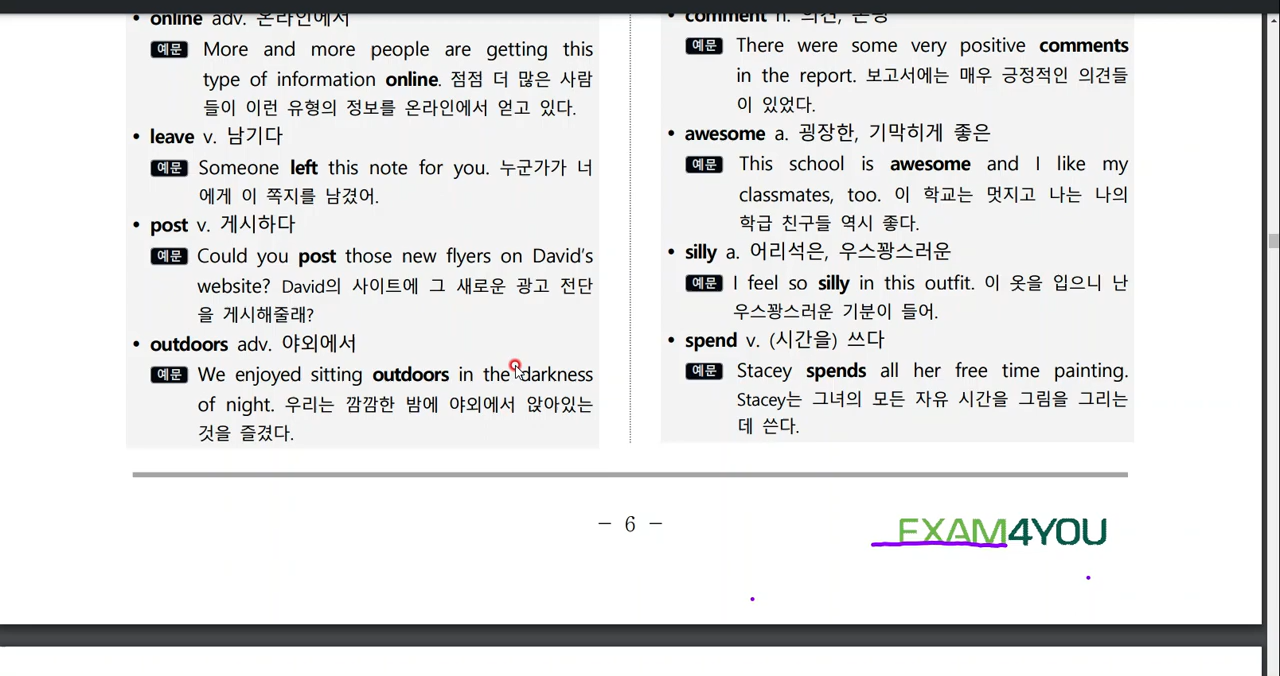 • online adv. 온라인에서
예문 More and more people are getting this
type of information online. 점점 더 많은 사람
들이 이런 유형의 정보를 온라인에서 얻고 있다.
• leave v. 남기다
예문 Someone left this note for you. 누군가가 너
에게 이 쪽지를 남겼어.
• post v. 게시하다
예문 Could you post those new flyers on David’s
website? David의 사이트에 그 새로운 광고 전단
을 게시해줄래?
• outdoors adv. 야외에서
예문 We enjoyed sitting outdoors in the darkness
of night. 우리는 깜깜한 밤에 야외에서 앉아있는
것을 즐겼다.
• comment n. 의견, 논평
예문 There were some very positive comments
in the report. 보고서에는 매우 긍정적인 의견들
이 있었다.
• awesome a. 굉장한, 기막히게 좋은
예문 This school is awesome and I like my
classmates, too. 이 학교는 멋지고 나는 나의
학급 친구들 역시 좋다.
• silly a. 어리석은, 우스꽝스러운
예문 I feel so silly in this outfit. 이 옷을 입으니 난
우스꽝스러운 기분이 들어.
• spend v. (시간을) 쓰다
예문 Stacey spends all her free time painting.
Stacey는 그녀의 모든 자유 시간을 그림을 그리는
데 쓴다.
- 6 -
EXAM4YOU